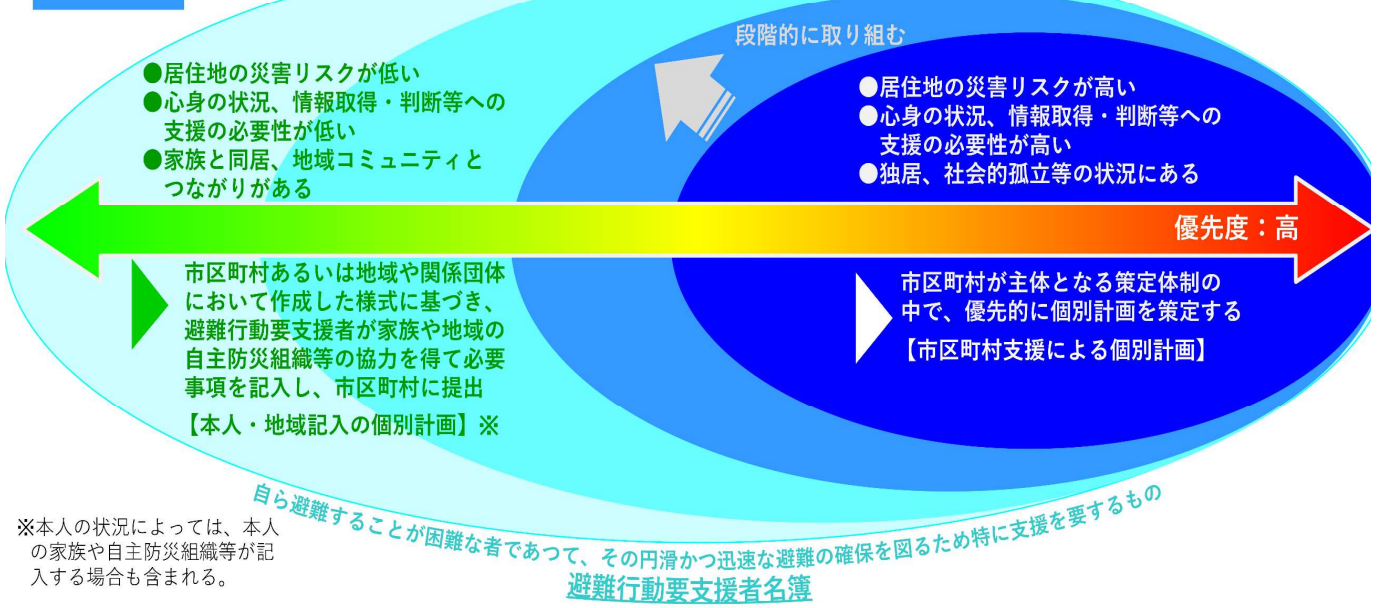 段階的に取り組む
●居住地の災害リスクが低い
●心身の状況、情報取得・判断等への
支援の必要性が低い
●家族と同居、地域コミュニティと
つながりがある
●居住地の災害リスクが高い
●心身の状況、情報取得・判断等への
支援の必要性が高い
●独居、社会的孤立等の状況にある
優先度：高
市区町村あるいは地域や関係団体
において作成した様式に基づき、
避難行動要支援者が家族や地域の
自主防災組織等の協力を得て必要
事項を記入し、市区町村に提出
【本人・地域記入の個別計画】※
市区町村が主体となる策定体制の
中で、優先的に個別計画を策定する
【市区町村支援による個別計画】
自ら避難することが困難な者であつて、その円滑かつ迅速な避難の確保を図るため特に支援を要するもの
避難行動要支援者名簿
※本人の状況によっては、本人
の家族や自主防災組織等が記
入する場合も含まれる。